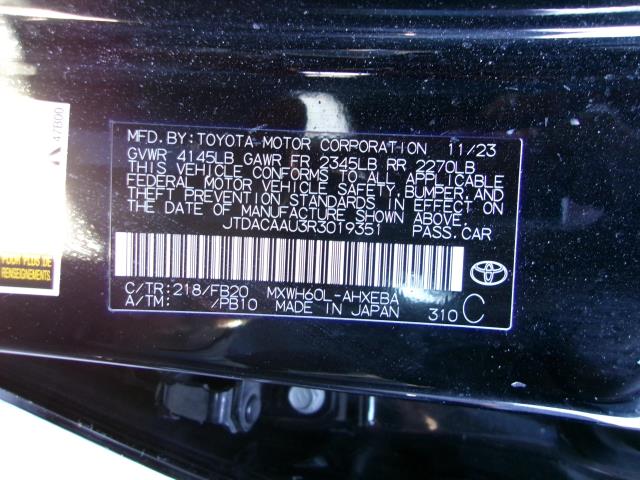 47B00
MFD.BY:TOYOTA MOTOR CORPORATION 11/23
GVWR 4145LB GAWR FR 2345LB RR 2270LB
THIS VEHICLE CONFORMS TO ALL APPLICABLE
FEDERAL MOTOR VEHICLE SAFETY,BUMPER,AND
THEFT PREVENTION STANDARDS IN EFFECT ON
THE DATE OF MANUFACTURE SHOWN ABOVE.
JTDACAAU3R3019351 PASS.CAR
C/TR:218/FB20 MXWH60L-AHXEBA
A/TM: /PB10 MADE IN JAPAN 310 C
POUR PLUS DE
RENSEIGNEMENTS